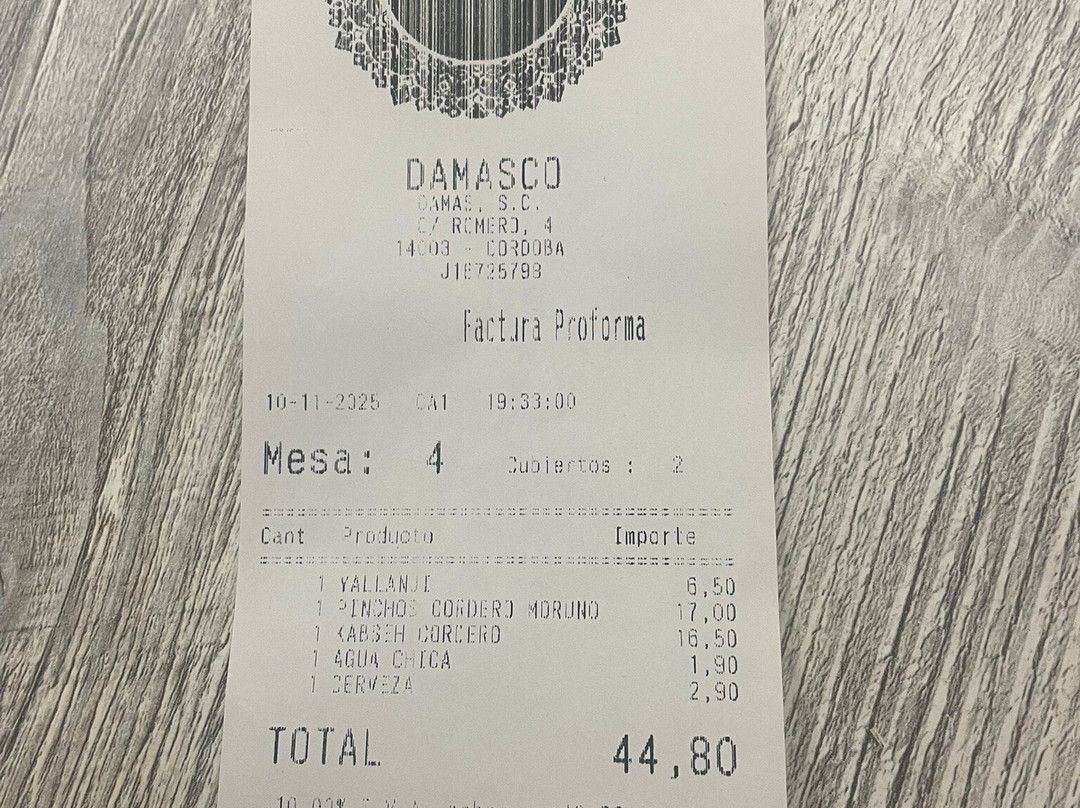 DAMASCO
DAMAS, S.C.
C/ ROMERO, 4
14003 - CORDOBA
Factura Proforma
10-11-2025 CA1 19:33:00
Mesa: 4 Cubiertos : 2
Cant Producto Importe
1 YALLANJI 6,50
1 PINCHOS CORDERO MORUNO 17,00
1 KABSEH CORDERO 16,50
1 AGUA CHICA 1,90
1 CERVEZA 2,90
TOTAL. 44,80